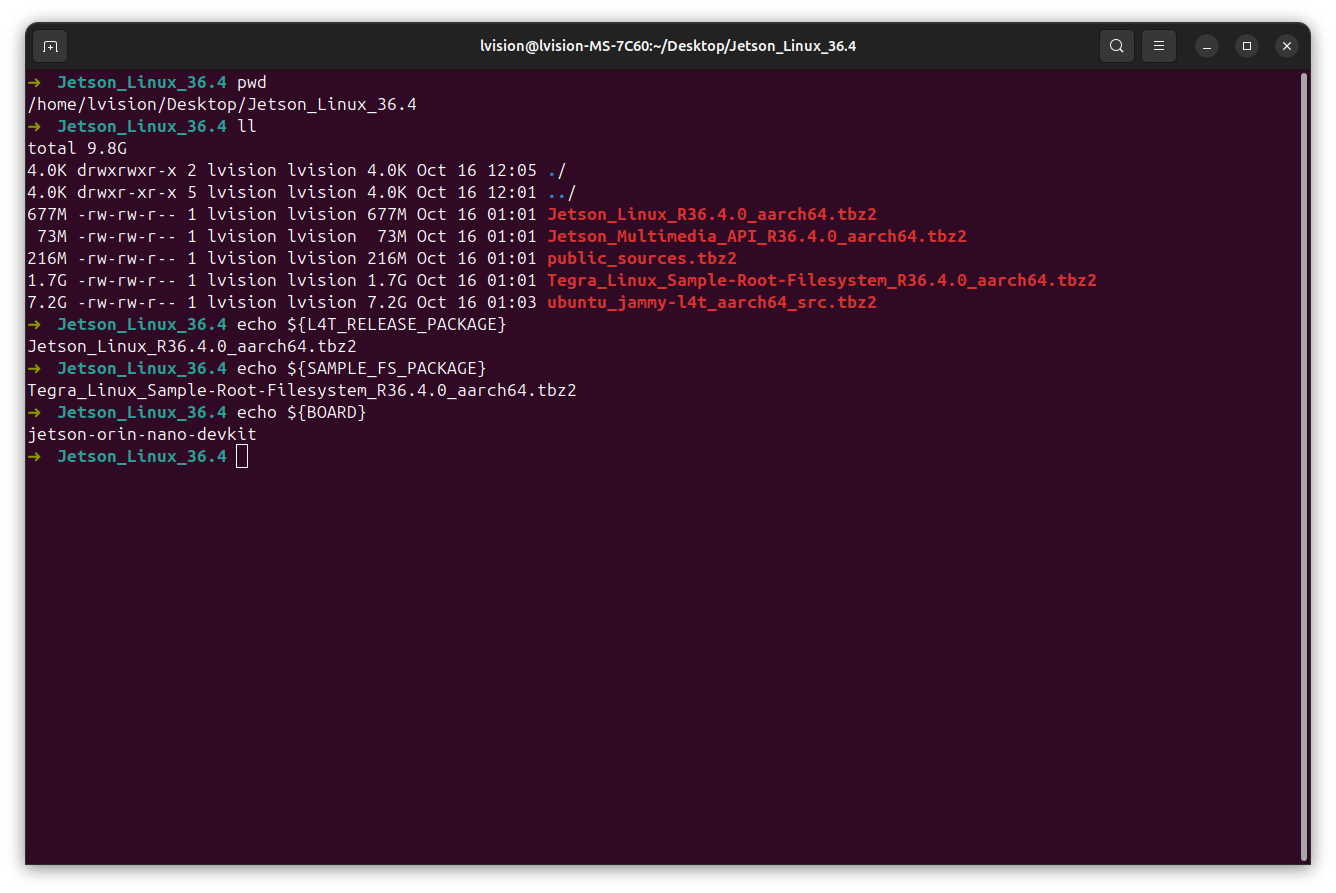 lvision@lvision-MS-7C60:~/Desktop/Jetson_Linux_36.4
➜ Jetson_Linux_36.4 pwd
/home/lvision/Desktop/Jetson_Linux_36.4
➜ Jetson_Linux_36.4 ll
total 9.8G
4.0K drwxrwxr-x 2 lvision lvision 4.0K Oct 16 12:05 ./
4.0K drwxr-xr-x 5 lvision lvision 4.0K Oct 16 12:01 ../
677M -rw-rw-r-- 1 lvision lvision 677M Oct 16 01:01 Jetson_Linux_R36.4.0_aarch64.tbz2
73M -rw-rw-r-- 1 lvision lvision 73M Oct 16 01:01 Jetson_Multimedia_API_R36.4.0_aarch64.tbz2
216M -rw-rw-r-- 1 lvision lvision 216M Oct 16 01:01 public_sources.tbz2
1.7G -rw-rw-r-- 1 lvision lvision 1.7G Oct 16 01:01 Tegra_Linux_Sample-Root-Filesystem_R36.4.0_aarch64.tbz2
7.2G -rw-rw-r-- 1 lvision lvision 7.2G Oct 16 01:03 ubuntu_jammy-l4t_aarch64_src.tbz2
➜ Jetson_Linux_36.4 echo ${L4T_RELEASE_PACKAGE}
Jetson_Linux_R36.4.0_aarch64.tbz2
➜ Jetson_Linux_36.4 echo ${SAMPLE_FS_PACKAGE}
Tegra_Linux_Sample-Root-Filesystem_R36.4.0_aarch64.tbz2
➜ Jetson_Linux_36.4 echo ${BOARD}
jetson-orin-nano-devkit
➜ Jetson_Linux_36.4